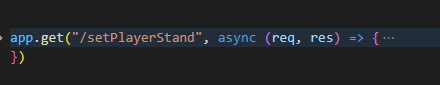 app.get("/setPlayerStand", async (req, res) => {···
})